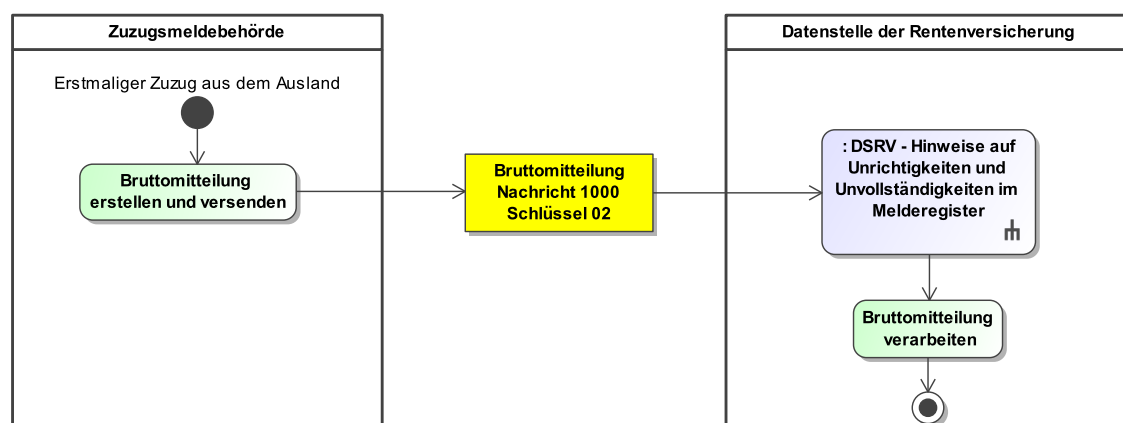 Zuzugsmeldebehörde
Erstmaliger Zuzug aus dem Ausland
Bruttomitteilung
erstellen und versenden
Bruttomitteilung
Nachricht 1000
Schlüssel 02
Datenstelle der Rentenversicherung
: DSRV - Hinweise auf
Unrichtigkeiten und
Unvollständigkeiten im
Melderegister
Bruttomitteilung
verarbeiten